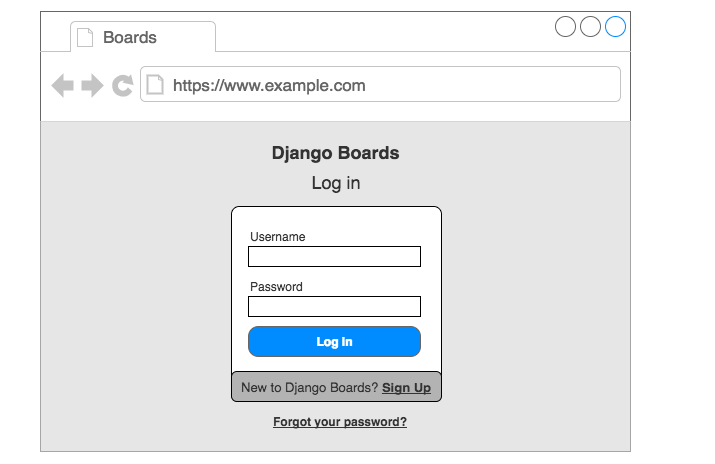 Boards
https://www.example.com
Django Boards
Log in
Username
Password
Log In
New to Django Boards? Sign Up
Forgot your password?